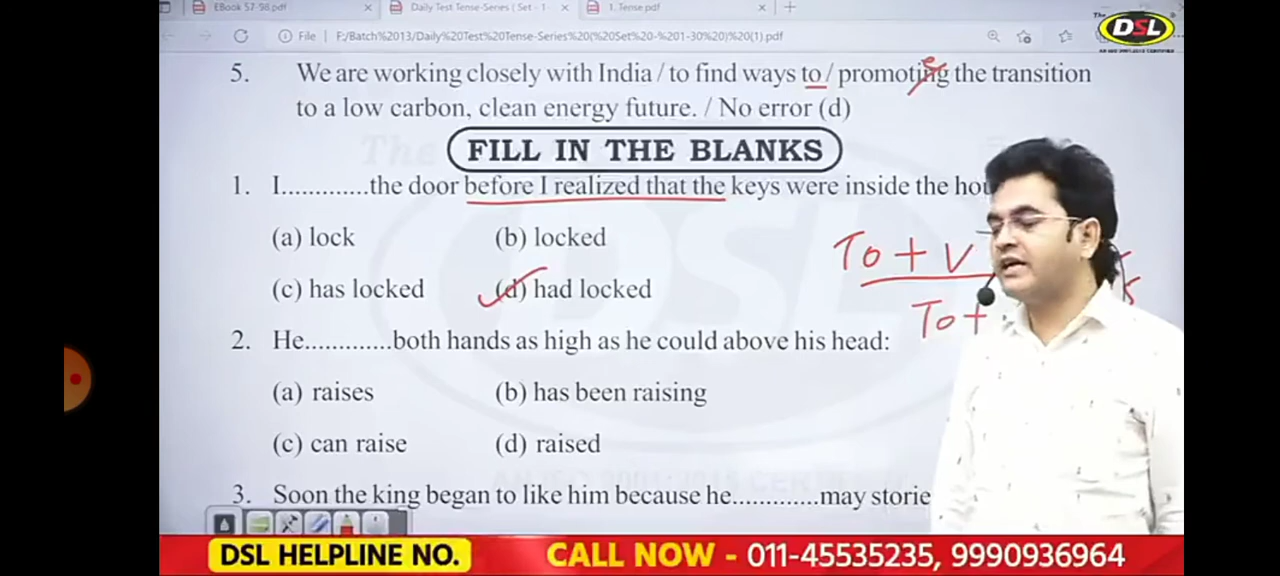 EBook 57-98.pdf
Daily Test Tense-Series ( Set - 1
1. Tense.pdf
File
F:/Batch%2013/Daily%20Test%20Tense-Series%20(%20Set%20-%201-30%20)%20(1).pdf
The
DSL
5. We are working closely with India / to find ways to / promoting the transition
e
to a low carbon, clean energy future. / No error (d)
FILL IN THE BLANKS
1. I............the door before I realized that the keys were inside the hou
(a) lock
(b) locked
To + V
(c) has locked
(d) had locked
To +
2. He............both hands as high as he could above his head:
(a) raises
(b) has been raising
(c) can raise
(d) raised
3. Soon the king began to like him because he............may storie
DSL HELPLINE NO.
CALL NOW - 011-45535235, 9990936964